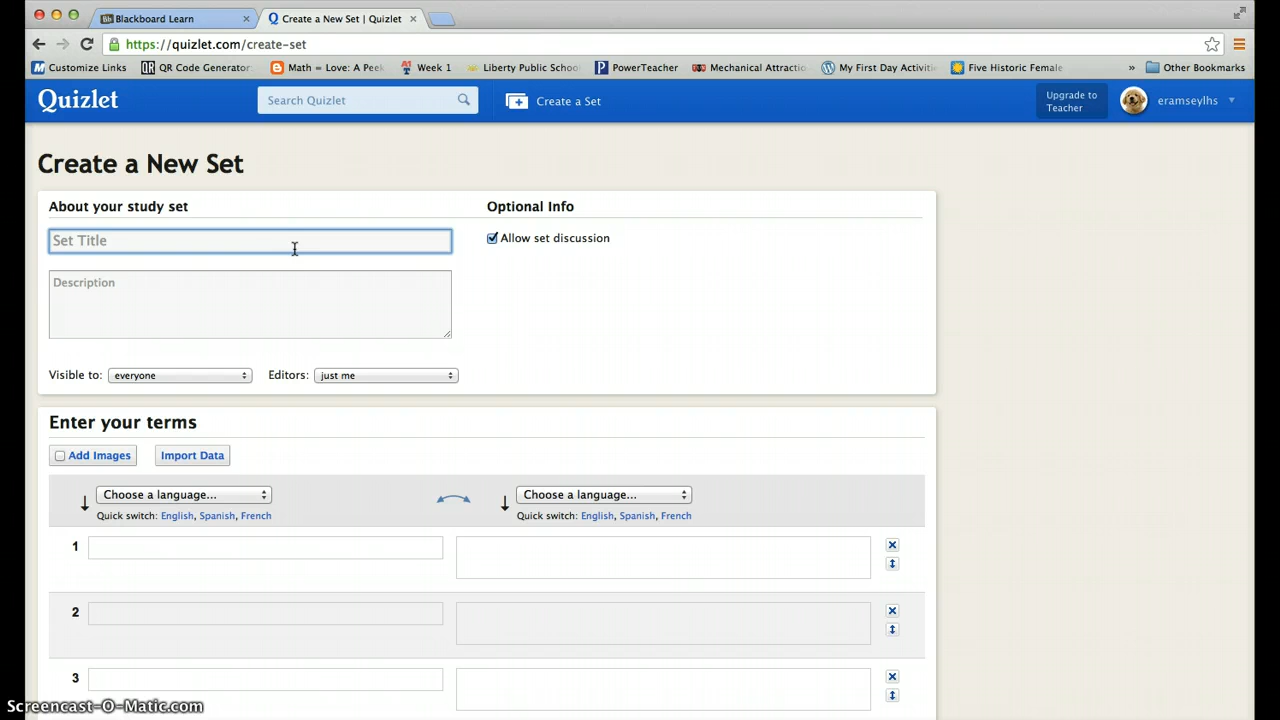 Blackboard Learn
Create a New Set | Quizlet
https://quizlet.com/create-set
Customize Links QR Code Generator Math = Love: A Peek Week 1 Liberty Public School PowerTeacher Mechanical Attractio My First Day Activiti Five Historic Female » Other Bookmarks
Quizlet Search Quizlet Create a Set Upgrade to Teacher eramseylhs
Create a New Set
About your study set Optional Info
Set Title Allow set discussion
Description
Visible to: everyone Editors: just me
Enter your terms
Add Images Import Data
Choose a language... Choose a language...
Quick switch: English, Spanish, French Quick switch: English, Spanish, French
1
2
3
Screencast-O-Matic.com